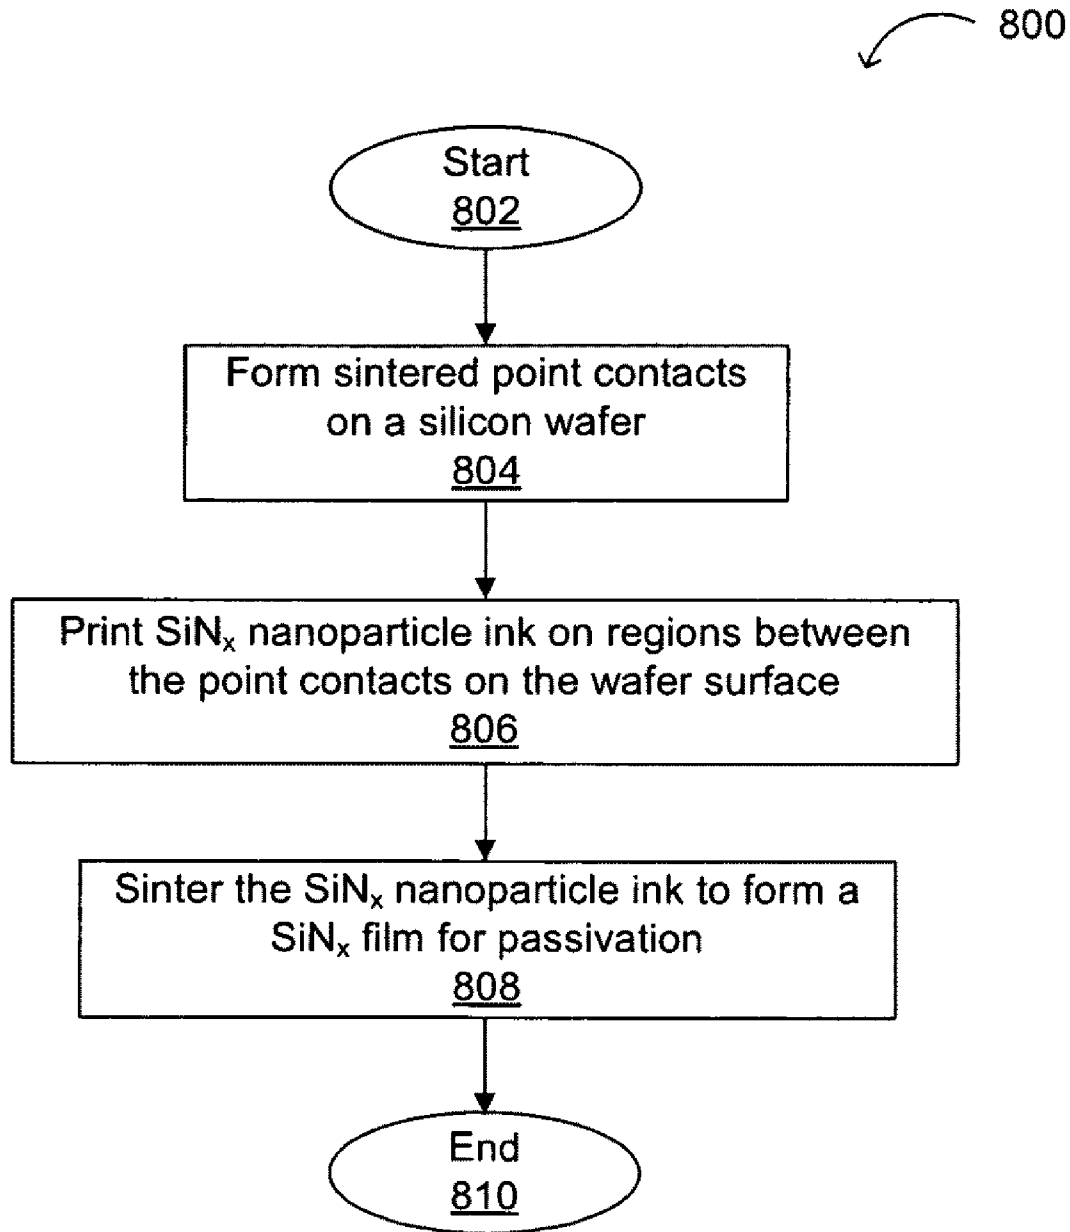 800
Start
802
Form sintered point contacts
on a silicon wafer
804
Print SiNₓ nanoparticle ink on regions between
the point contacts on the wafer surface
806
Sinter the SiNₓ nanoparticle ink to form a
SiNₓ film for passivation
808
End
810